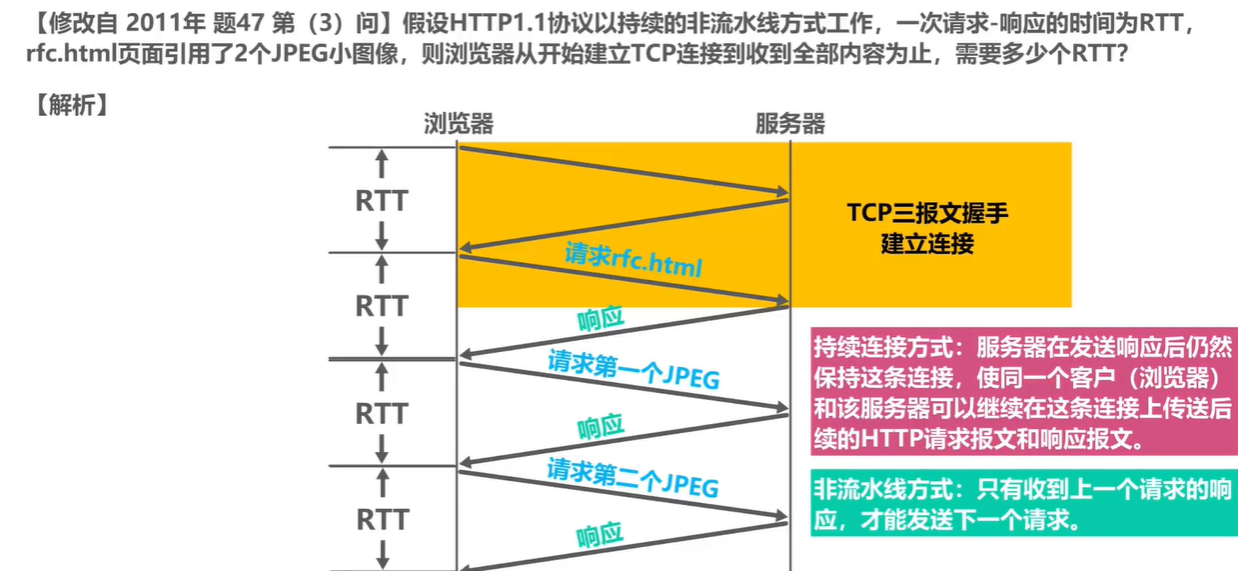 【修改自 2011年 题47 第（3）问】假设HTTP1.1协议以持续的非流水线方式工作，一次请求-响应的时间为RTT，
rfc.html页面引用了2个JPEG小图像，则浏览器从开始建立TCP连接到收到全部内容为止，需要多少个RTT？
【解析】
浏览器
服务器
RTT
TCP三报文握手
建立连接
请求rfc.html
RTT
响应
持续连接方式：服务器在发送响应后仍然
保持这条连接，使同一个客户（浏览器）
和该服务器可以继续在这条连接上传送后
续的HTTP请求报文和响应报文。
请求第一个JPEG
RTT
响应
请求第二个JPEG
非流水线方式：只有收到上一个请求的响
应，才能发送下一个请求。
RTT
响应